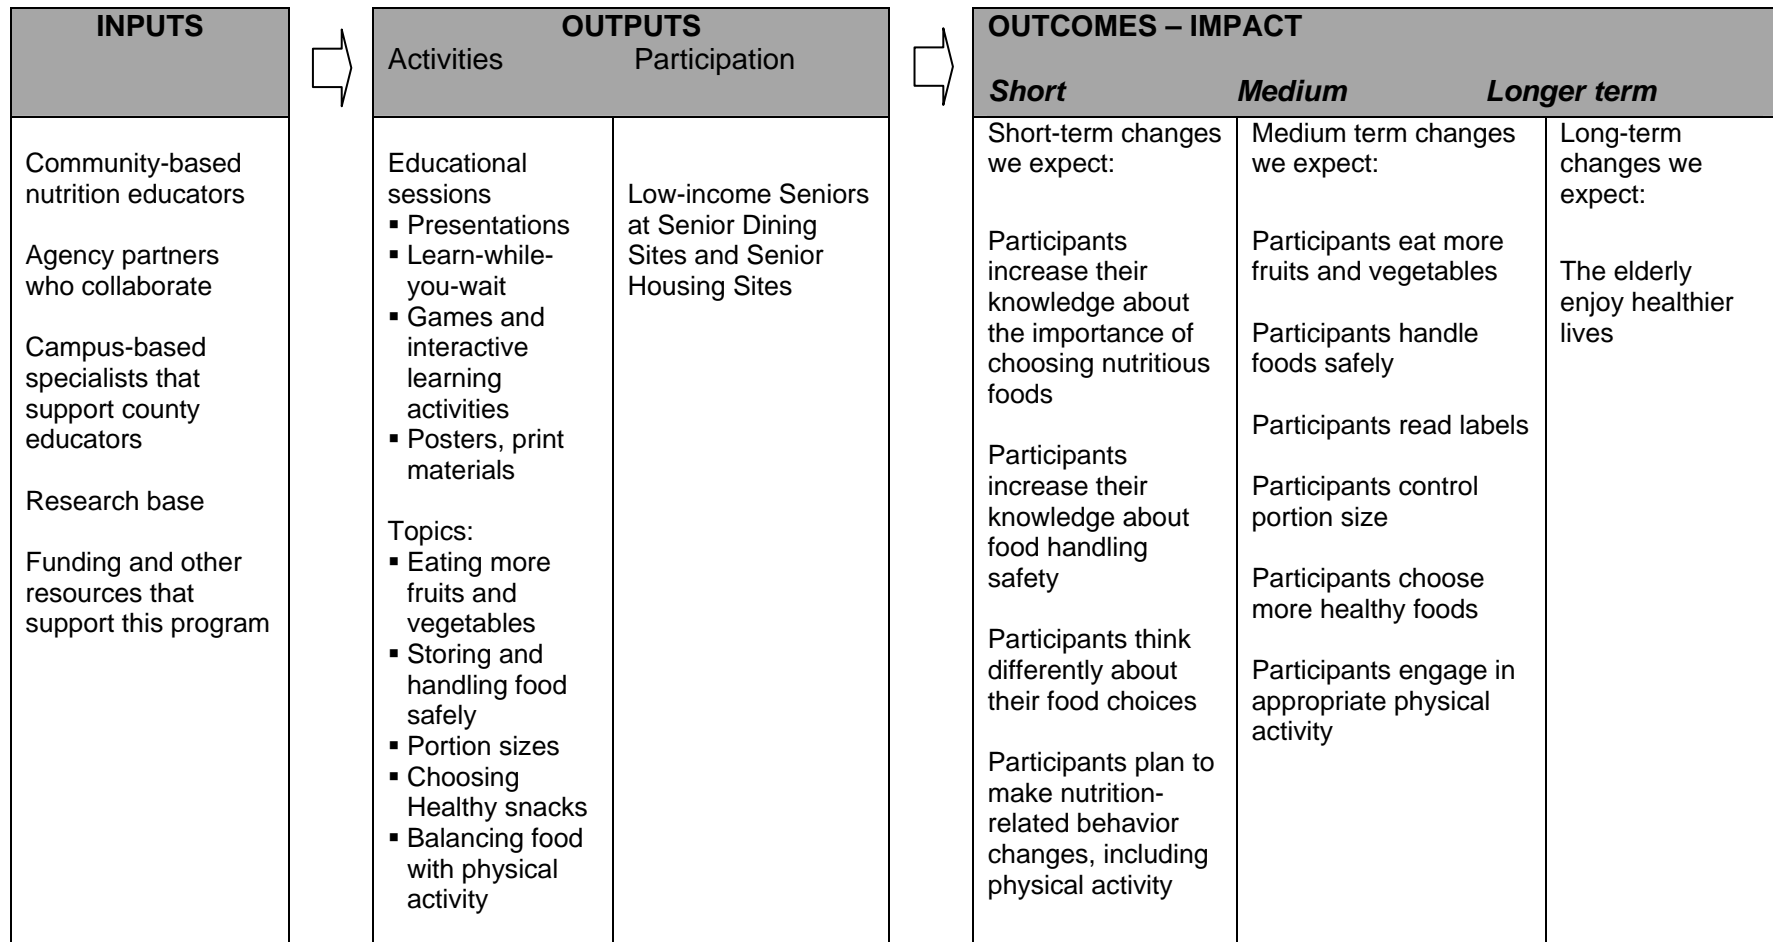 INPUTS
Community-based
nutrition educators
Agency partners
who collaborate
Campus-based
specialists that
support county
educators
Research base
Funding and other
resources that
support this program
OUTPUTS
Activities Participation
Educational
sessions
▪ Presentations
▪ Learn-while-
you-wait
▪ Games and
interactive
learning
activities
▪ Posters, print
materials
Topics:
▪ Eating more
fruits and
vegetables
▪ Storing and
handling food
safely
▪ Portion sizes
▪ Choosing
Healthy snacks
▪ Balancing food
with physical
activity
Low-income Seniors
at Senior Dining
Sites and Senior
Housing Sites
OUTCOMES – IMPACT
Short Medium Longer term
Short-term changes
we expect:
Participants
increase their
knowledge about
the importance of
choosing nutritious
foods
Participants
increase their
knowledge about
food handling
safety
Participants think
differently about
their food choices
Participants plan to
make nutrition-
related behavior
changes, including
physical activity
Medium term changes
we expect:
Participants eat more
fruits and vegetables
Participants handle
foods safely
Participants read labels
Participants control
portion size
Participants choose
more healthy foods
Participants engage in
appropriate physical
activity
Long-term
changes we
expect:
The elderly
enjoy healthier
lives